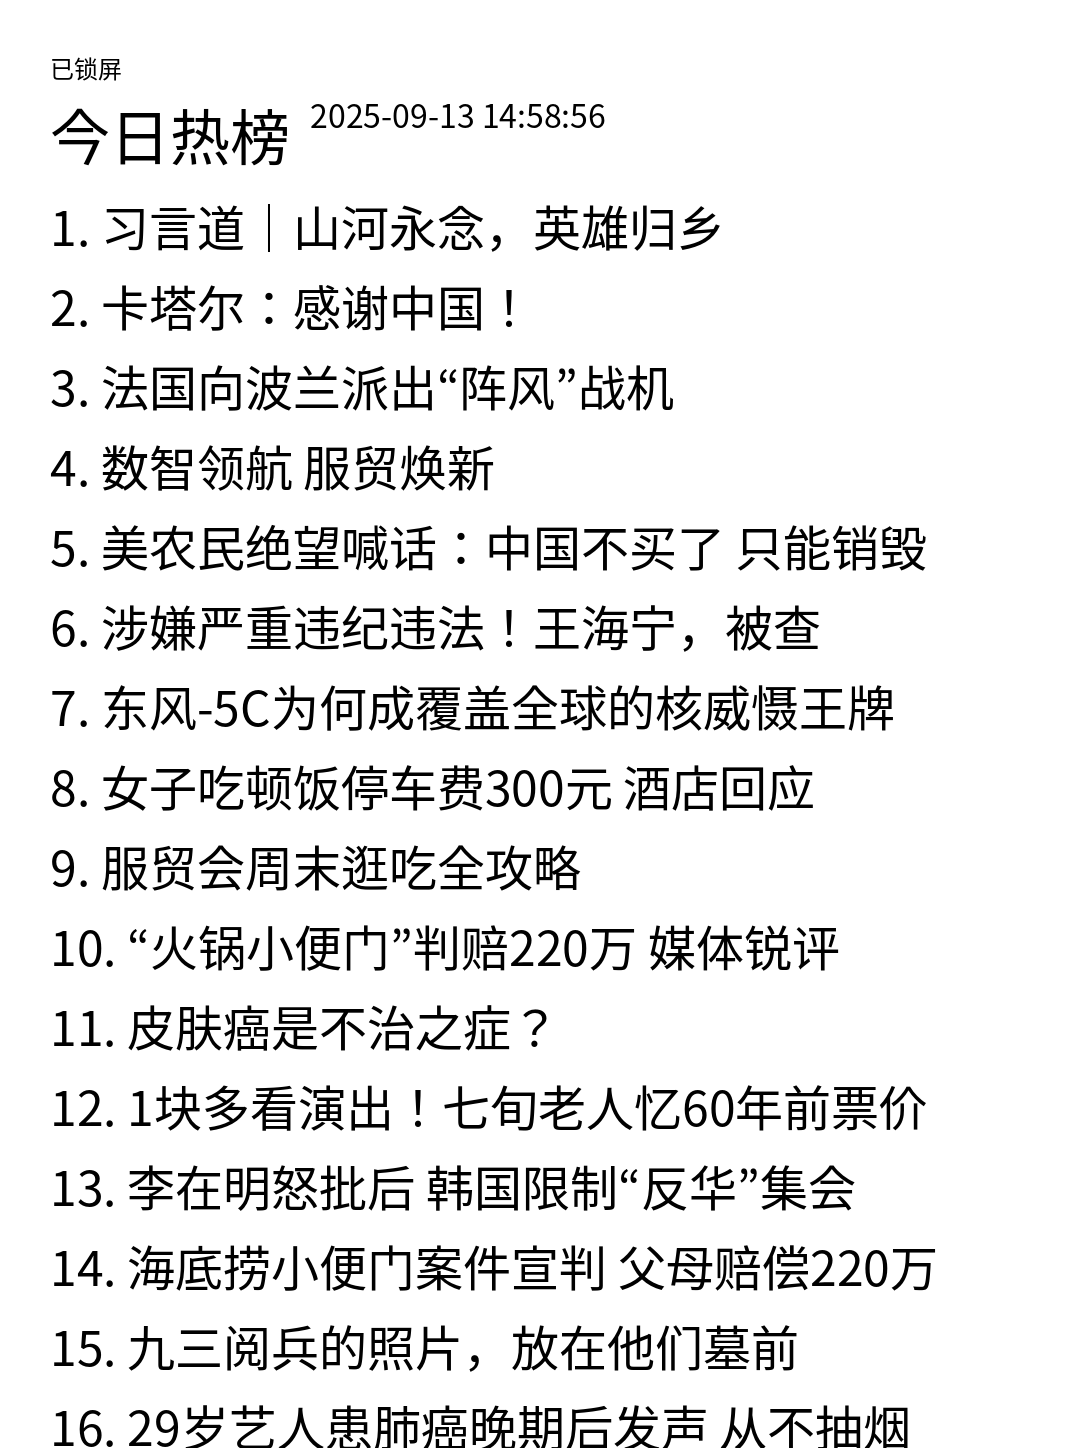 已锁屏
今日热榜 2025-09-13 14:58:56
1. 习言道｜山河永念，英雄归乡
2. 卡塔尔：感谢中国！
3. 法国向波兰派出“阵风”战机
4. 数智领航 服贸焕新
5. 美农民绝望喊话：中国不买了 只能销毁
6. 涉嫌严重违纪违法！王海宁，被查
7. 东风-5C为何成覆盖全球的核威慑王牌
8. 女子吃顿饭停车费300元 酒店回应
9. 服贸会周末逛吃全攻略
10. “火锅小便门”判赔220万 媒体锐评
11. 皮肤癌是不治之症？
12. 1块多看演出！七旬老人忆60年前票价
13. 李在明怒批后 韩国限制“反华”集会
14. 海底捞小便门案件宣判 父母赔偿220万
15. 九三阅兵的照片，放在他们墓前
16. 29岁艺人患肺癌晚期后发声 从不抽烟